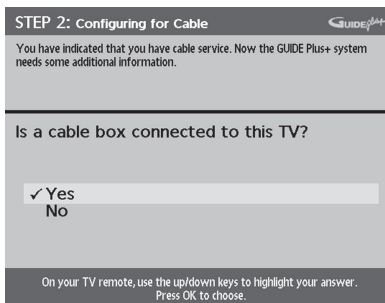 STEP 2: Configuring for Cable
GUIDE Plus+
You have indicated that you have cable service. Now the GUIDE Plus+ system
needs some additional information.
Is a cable box connected to this TV?
✓ Yes
No
On your TV remote, use the up/down keys to highlight your answer.
Press OK to choose.